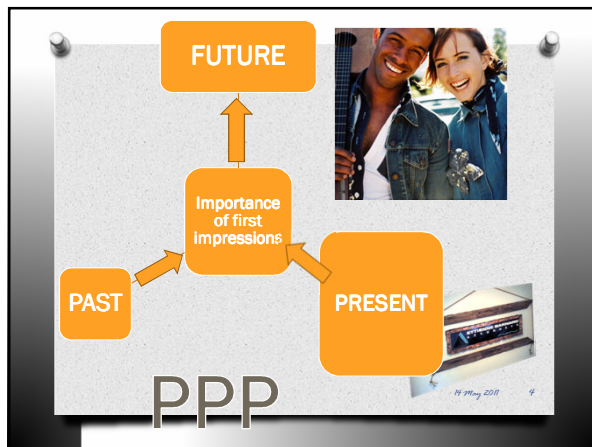 FUTURE
Importance
of first
impressions
PAST
PRESENT
PPP
14 May 2011
4